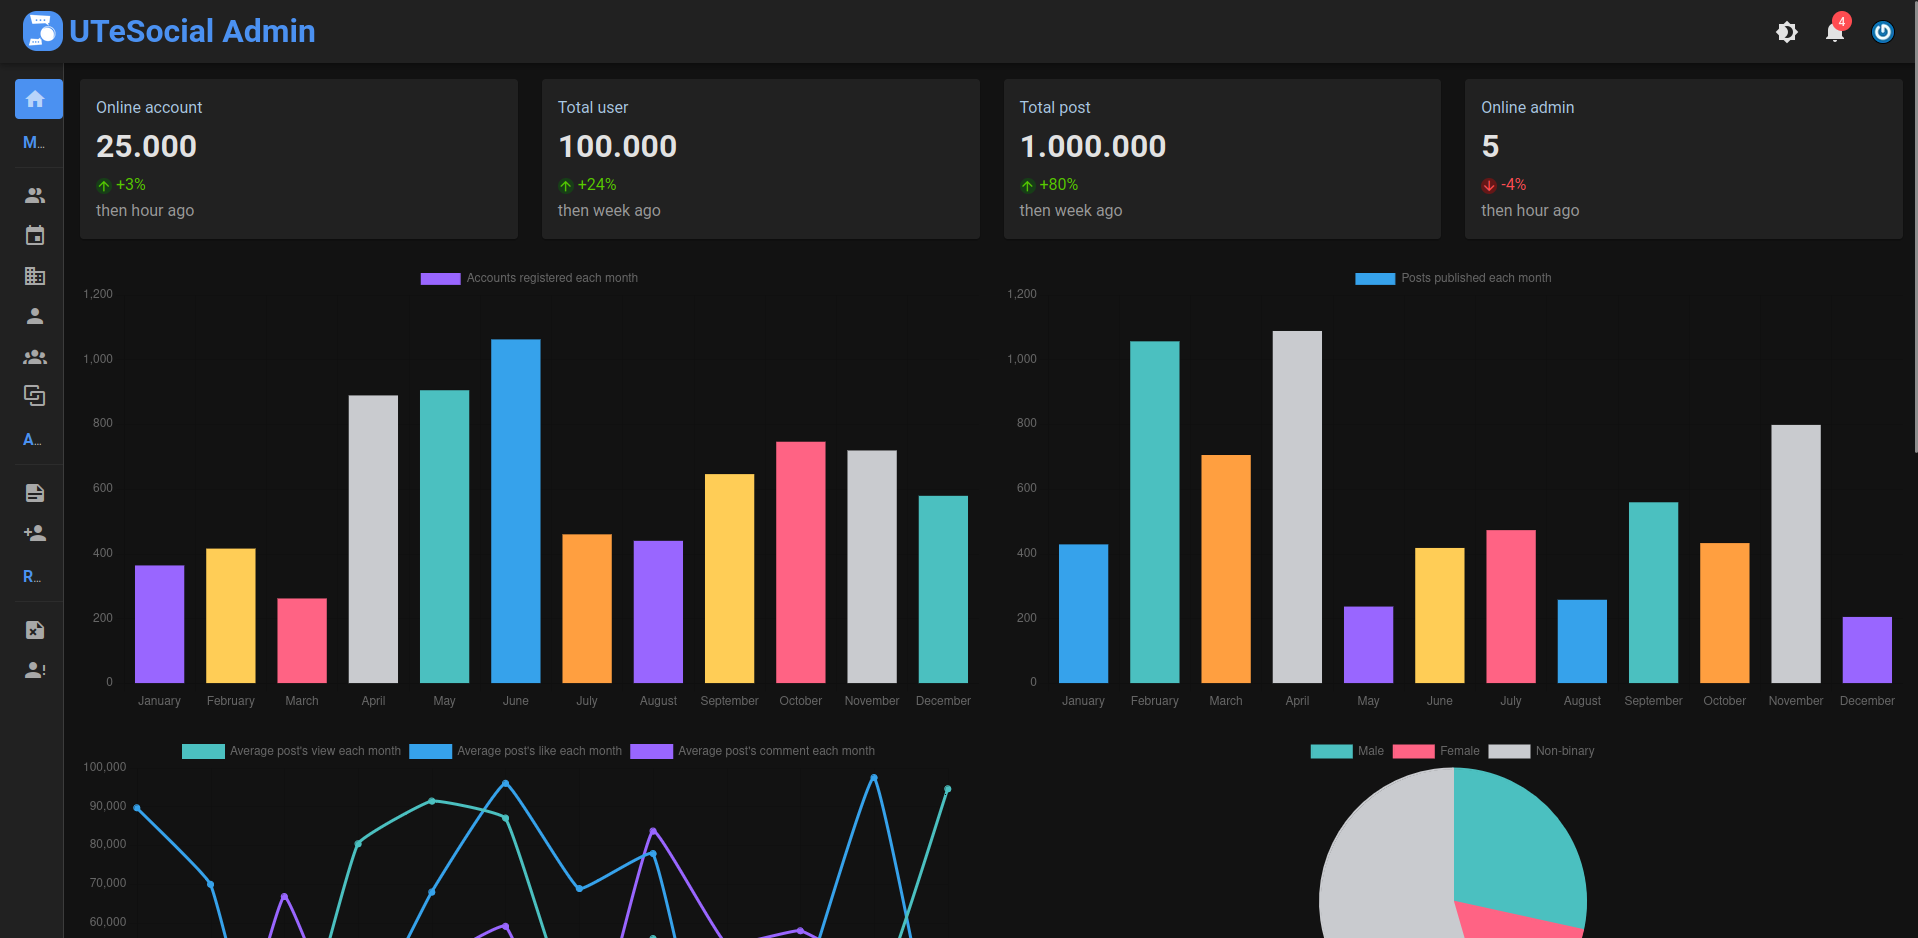 UTeSocial Admin
4
Online account
25.000
+3%
then hour ago
Total user
100.000
+24%
then week ago
Total post
1.000.000
+80%
then week ago
Online admin
5
-4%
then hour ago
M...
A...
R...
Accounts registered each month
1,200
1,000
800
600
400
200
0
January February March April May June July August September October November December
Posts published each month
1,200
1,000
800
600
400
200
0
January February March April May June July August September October November December
Average post's view each month Average post's like each month Average post's comment each month
100,000
90,000
80,000
70,000
60,000
Male Female Non-binary